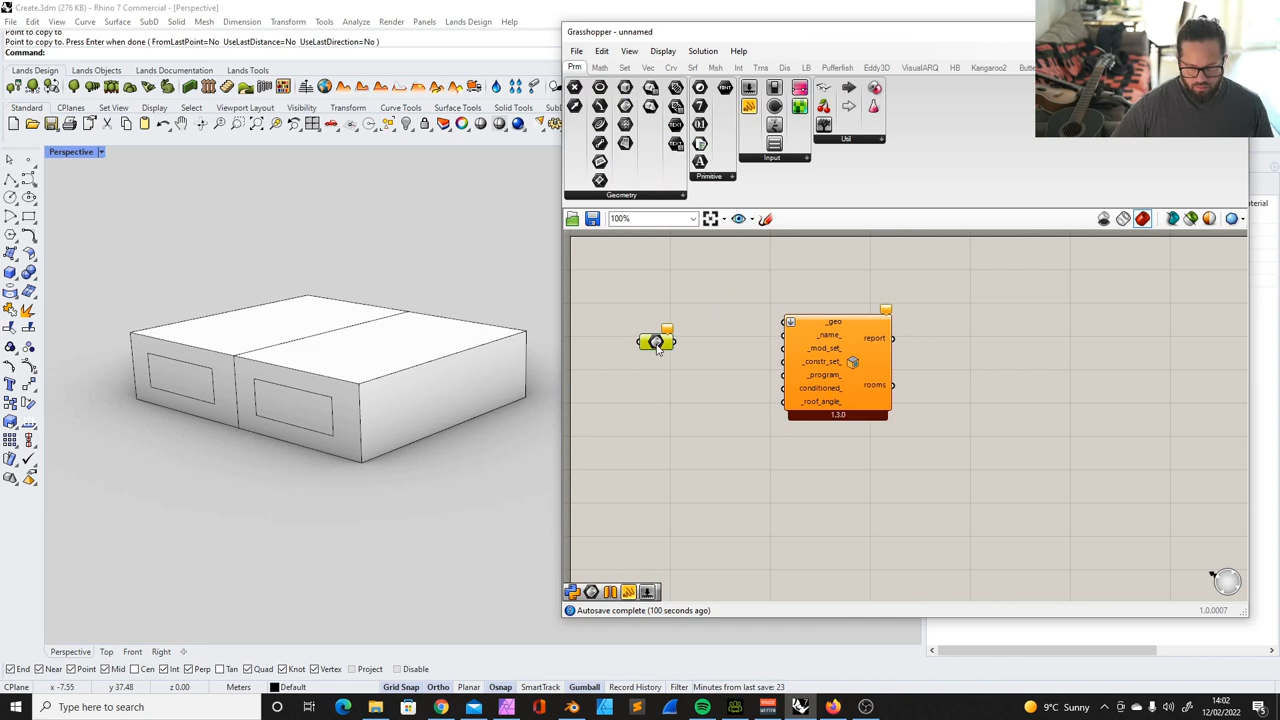 Create.3dm (276 KB) - Rhino 7 Commercial - [Perspective]
File Edit View Curve Surface SubD Solid Mesh Dimension Transform Tools Analyze Render Panels Lands Design Help
Point to copy to
Point to copy to. Press Enter when done ( FromLastPoint=No UseLastDistance=No UseLastDirection=No )
Command:
Lands Design Lands Objects Lands Documentation Lands Tools
Standard CPlanes Set View Display Select Viewport Layout Visibility Transform Curve Tools Surface Tools Solid Tools
Perspective
Grasshopper - unnamed
File Edit View Display Solution Help
Prm Math Set Vec Crv Srf Msh Int Trns Dis LB Pufferfish Eddy3D VisualARQ HB Kangaroo2
Geometry Primitive Input Util
100%
_geo
_name_
_mod_set_
_constr_set_
_program_
conditioned_
_roof_angle_
report
rooms
1.3.0
Autosave complete (100 seconds ago)
1.0.0007
Perspective Top Front Right
End Near Point Mid Cen Int Perp Tan Quad Knot Vertex Project Disable
CPlane x -7.55 y 37.48 z 0.00 Meters Default Grid Snap Ortho Planar Osnap SmartTrack Gumball Record History Filter Minutes from last save: 23
Type here to search
9°C Sunny
14:02
12/02/2022